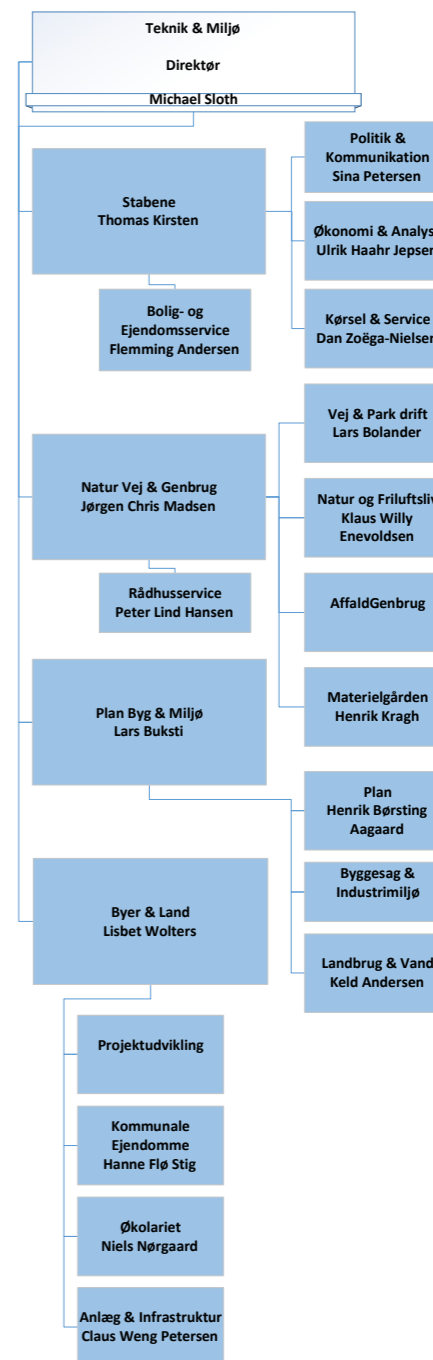 Teknik & Miljø
Direktør
Michael Sloth
Stabene
Thomas Kirsten
Politik &
Kommunikation
Sina Petersen
Økonomi & Analys
Ulrik Haahr Jepsen
Kørsel & Service
Dan Zoëga-Nielsen
Bolig- og
Ejendomsservice
Flemming Andersen
Natur Vej & Genbrug
Jørgen Chris Madsen
Vej & Park drift
Lars Bolander
Natur og Friluftsliv
Klaus Willy
Enevoldsen
AffaldGenbrug
Materielgården
Henrik Kragh
Rådhusservice
Peter Lind Hansen
Plan Byg & Miljø
Lars Buksti
Plan
Henrik Børsting
Aagaard
Byggesag &
Industrimiljø
Landbrug & Vand
Keld Andersen
Byer & Land
Lisbet Wolters
Projektudvikling
Kommunale
Ejendomme
Hanne Flø Stig
Økolariet
Niels Nørgaard
Anlæg & Infrastruktur
Claus Weng Petersen